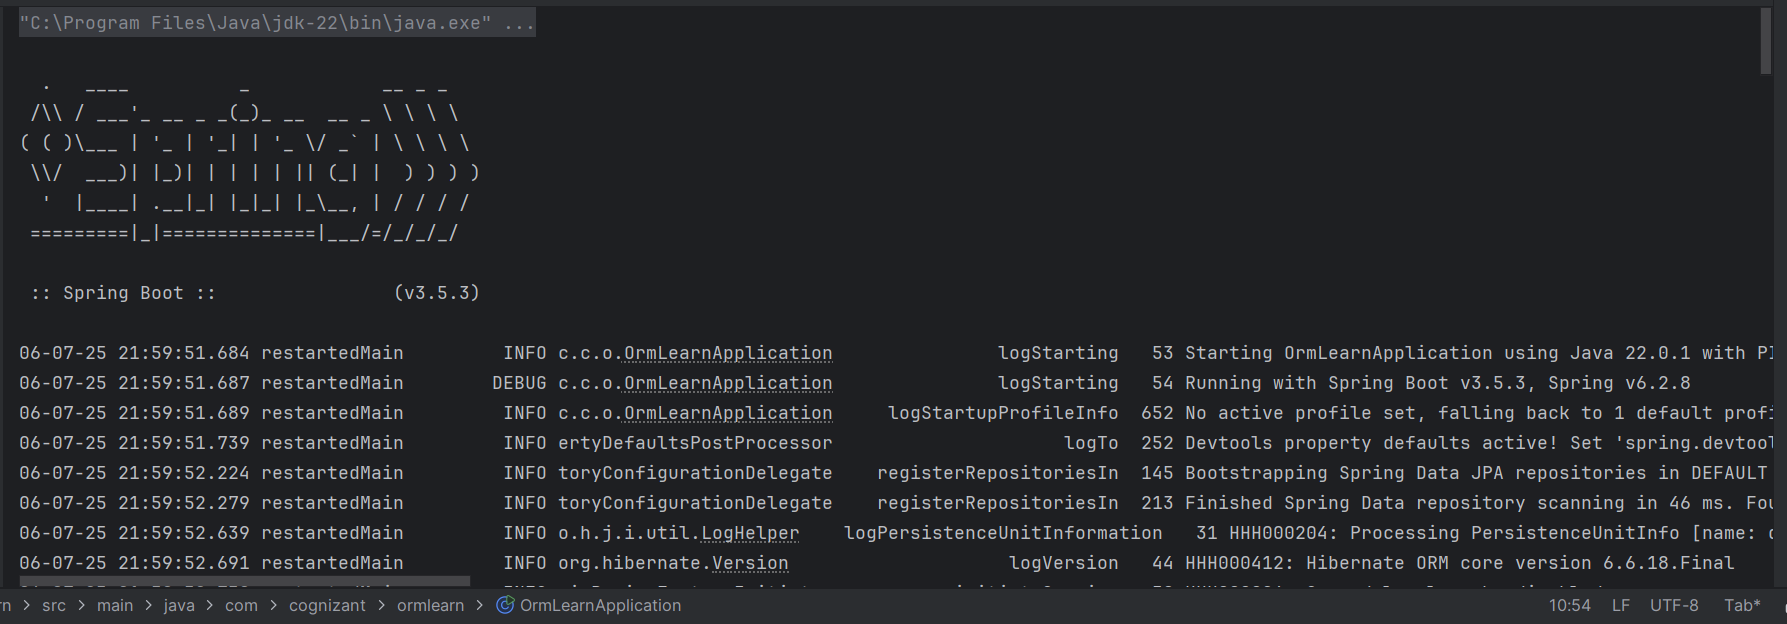 "C:\Program Files\Java\jdk-22\bin\java.exe" ...
  .   ____          _            __ _ _
 /\\ / ___'_ __ _ _(_)_ __  __ _ \ \ \ \
( ( )\___ | '_ | '_| | '_ \/ _` | \ \ \ \
 \\/  ___)| |_)| | | | | || (_| |  ) ) ) )
  '  |____| .__|_| |_|_| |_\__, | / / / /
 =========|_|==============|___/=/_/_/_/
 :: Spring Boot ::                (v3.5.3)
06-07-25 21:59:51.684 restartedMain INFO c.c.o.OrmLearnApplication logStarting 53 Starting OrmLearnApplication using Java 22.0.1 with
06-07-25 21:59:51.687 restartedMain DEBUG c.c.o.OrmLearnApplication logStarting 54 Running with Spring Boot v3.5.3, Spring v6.2.8
06-07-25 21:59:51.689 restartedMain INFO c.c.o.OrmLearnApplication logStartupProfileInfo 652 No active profile set, falling back to 1 default profi
06-07-25 21:59:51.739 restartedMain INFO ertyDefaultsPostProcessor logTo 252 Devtools property defaults active! Set 'spring.devtool
06-07-25 21:59:52.224 restartedMain INFO toryConfigurationDelegate registerRepositoriesIn 145 Bootstrapping Spring Data JPA repositories in DEFAULT
06-07-25 21:59:52.279 restartedMain INFO toryConfigurationDelegate registerRepositoriesIn 213 Finished Spring Data repository scanning in 46 ms. Fou
06-07-25 21:59:52.639 restartedMain INFO o.h.j.i.util.LogHelper logPersistenceUnitInformation 31 HHH000204: Processing PersistenceUnitInfo [name:
06-07-25 21:59:52.691 restartedMain INFO org.hibernate.Version logVersion 44 HHH000412: Hibernate ORM core version 6.6.18.Final
rn > src > main > java > com > cognizant > ormlearn > OrmLearnApplication 10:54 LF UTF-8 Tab*